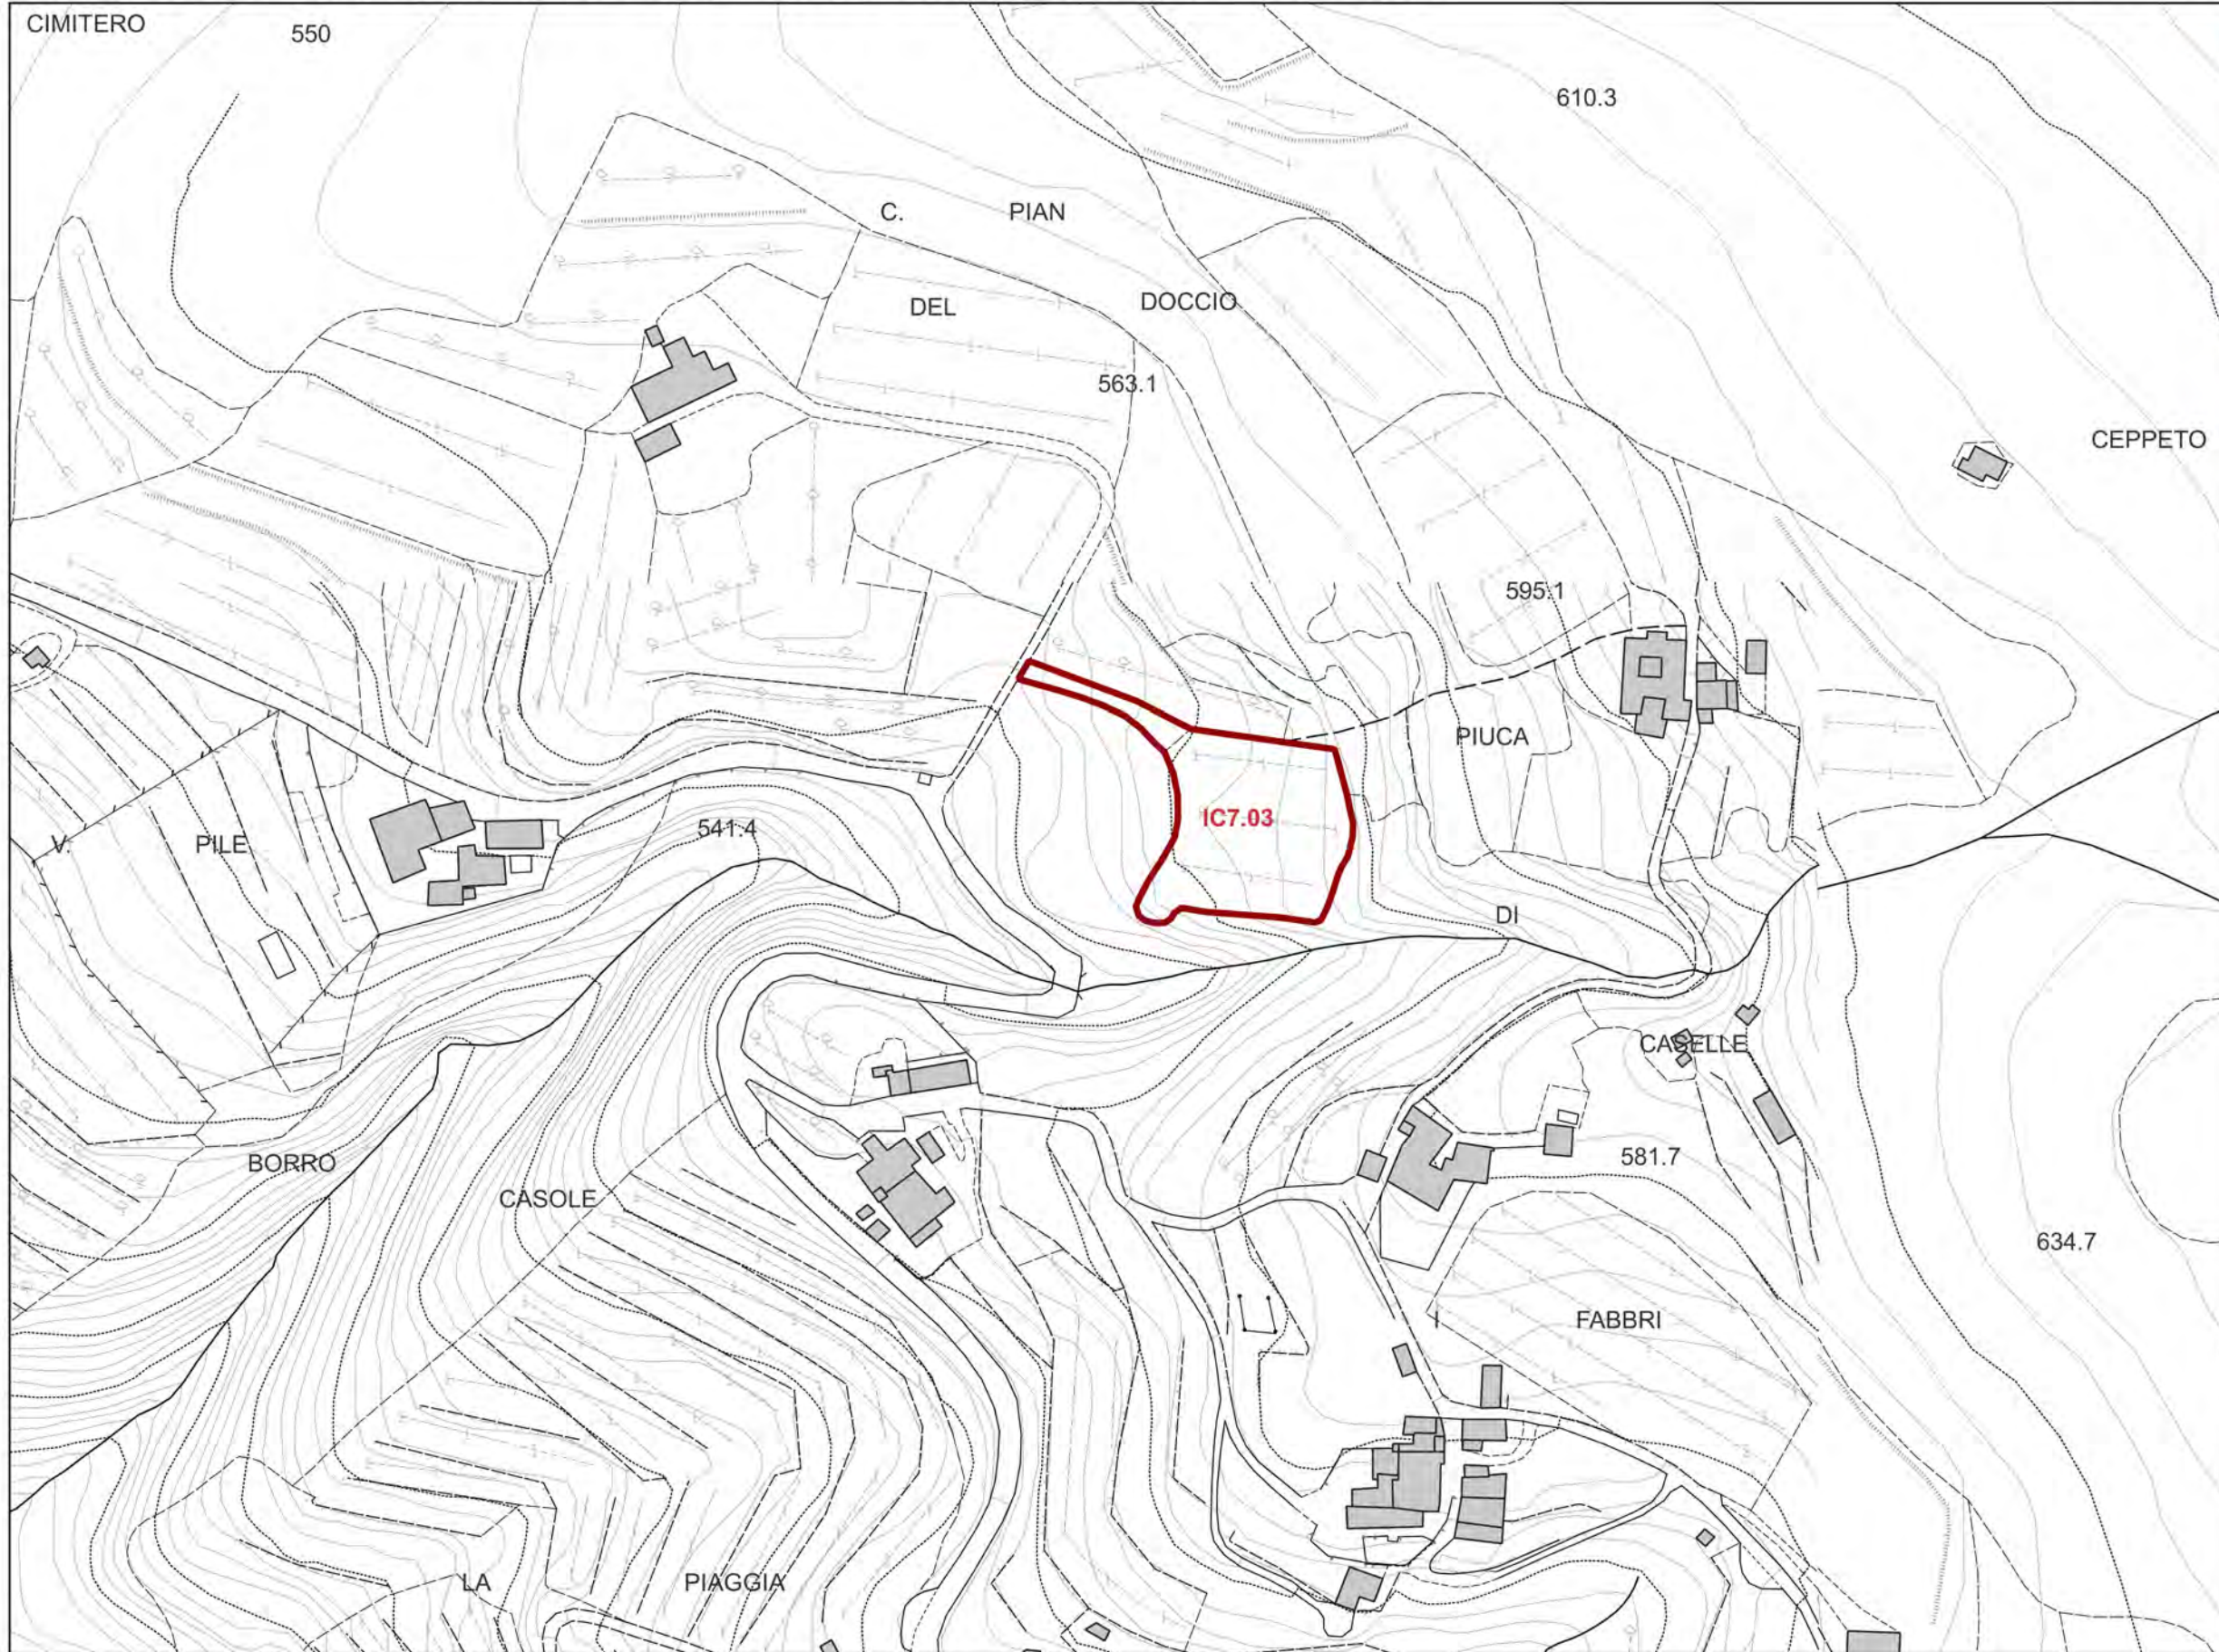 CIMITERO
550
610.3
C. PIAN
DEL DOCCIO
563.1
CEPPETO
595.1
PIUCA
IC7.03
541.4
V. PILE
DI
CASELLE
BORRO
581.7
CASOLE
634.7
I FABBRI
LA PIAGGIA